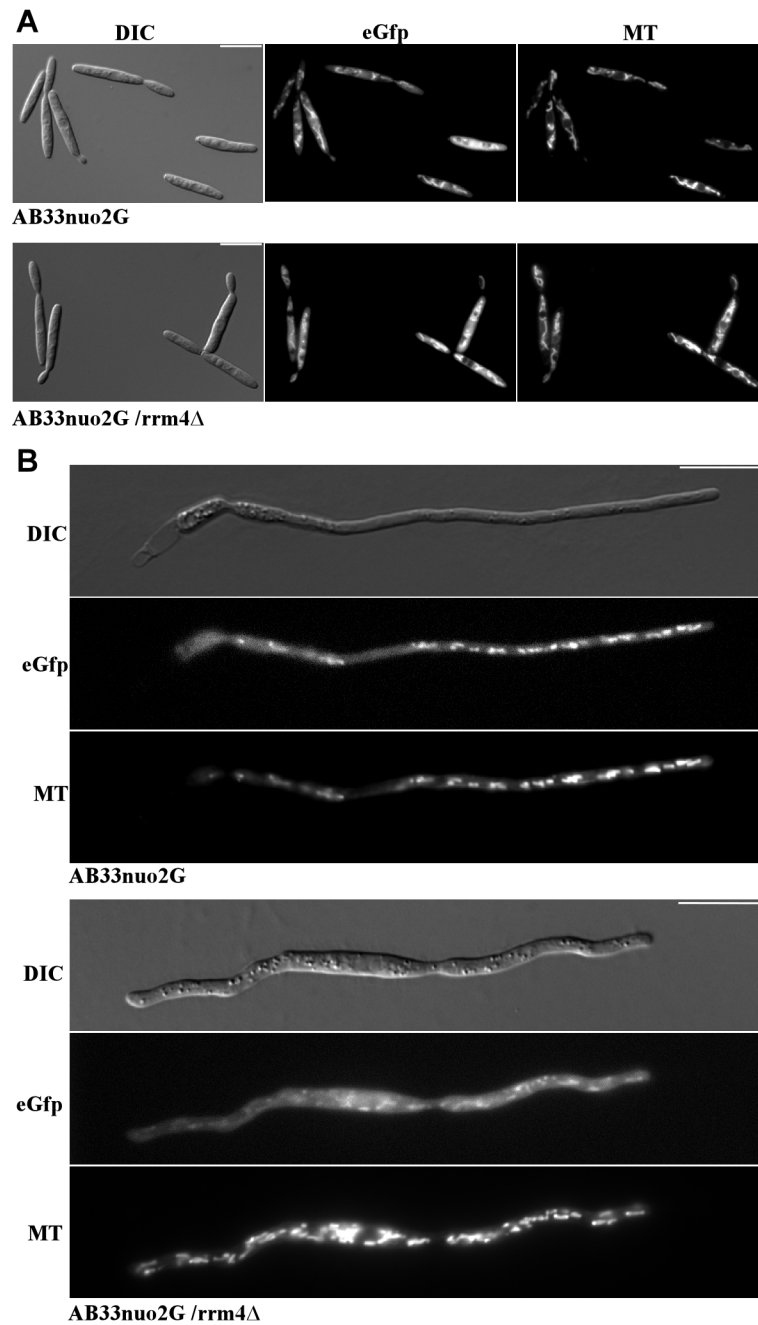 A
DIC eGfp MT
AB33nuo2G
AB33nuo2G /rrm4Δ
B
DIC
eGfp
MT
AB33nuo2G
DIC
eGfp
MT
AB33nuo2G /rrm4Δ